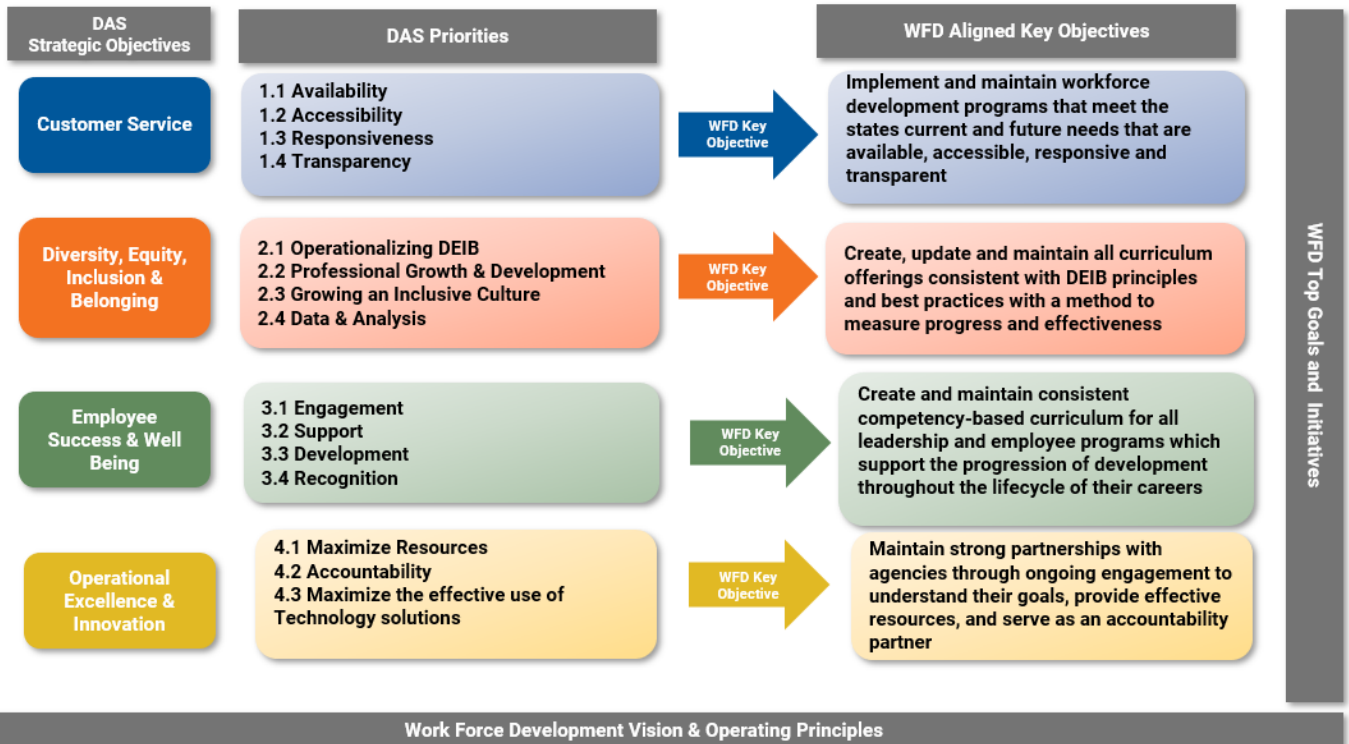 DAS
Strategic Objectives
DAS Priorities
WFD Aligned Key Objectives
Customer Service
1.1 Availability
1.2 Accessibility
1.3 Responsiveness
1.4 Transparency
WFD Key
Objective
Implement and maintain workforce
development programs that meet the
states current and future needs that are
available, accessible, responsive and
transparent
Diversity, Equity,
Inclusion &
Belonging
2.1 Operationalizing DEIB
2.2 Professional Growth & Development
2.3 Growing an Inclusive Culture
2.4 Data & Analysis
WFD Key
Objective
Create, update and maintain all curriculum
offerings consistent with DEIB principles
and best practices with a method to
measure progress and effectiveness
Employee
Success & Well
Being
3.1 Engagement
3.2 Support
3.3 Development
3.4 Recognition
WFD Key
Objective
Create and maintain consistent
competency-based curriculum for all
leadership and employee programs which
support the progression of development
throughout the lifecycle of their careers
Operational
Excellence &
Innovation
4.1 Maximize Resources
4.2 Accountability
4.3 Maximize the effective use of
Technology solutions
WFD Key
Objective
Maintain strong partnerships with
agencies through ongoing engagement to
understand their goals, provide effective
resources, and serve as an accountability
partner
WFD Top Goals and Initiatives
Work Force Development Vision & Operating Principles